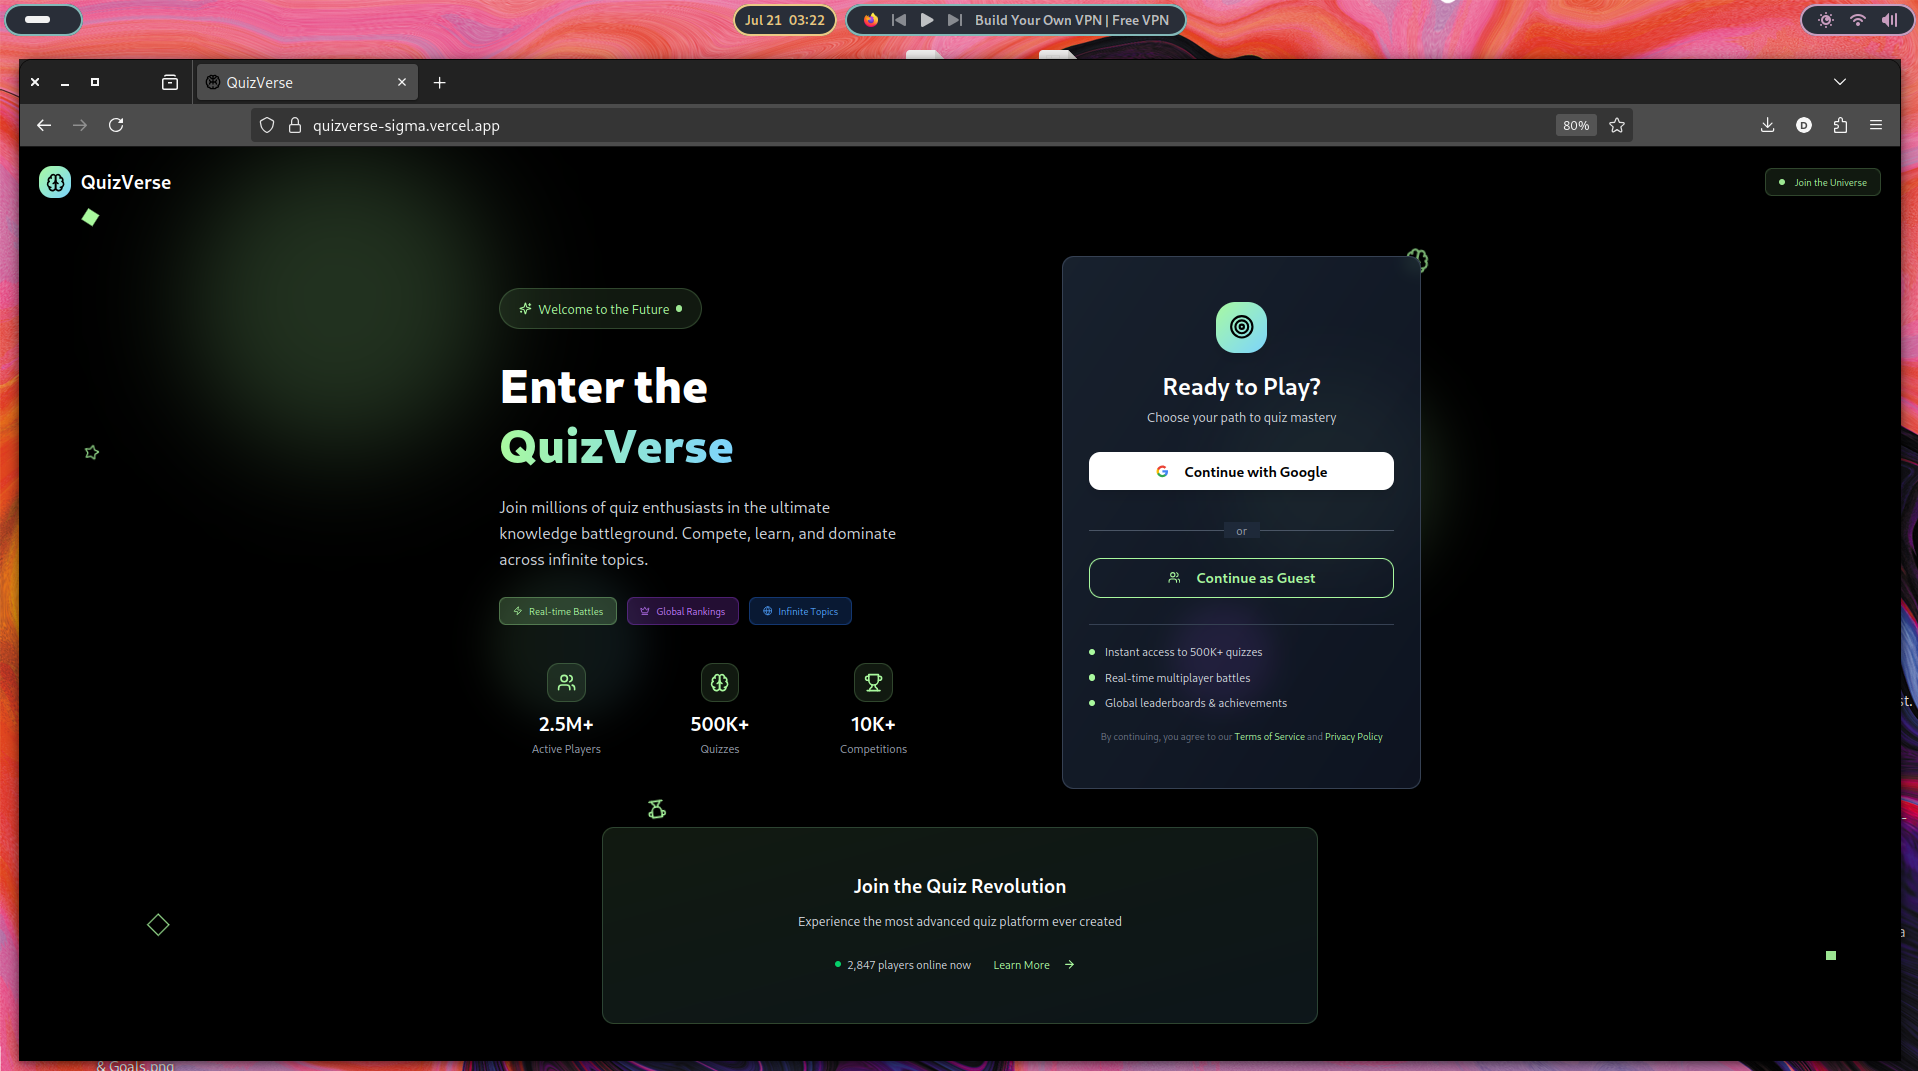 Jul 21 03:22
Build Your Own VPN | Free VPN
QuizVerse
quizverse-sigma.vercel.app
80%
D
QuizVerse
Join the Universe
Welcome to the Future
Enter the
QuizVerse
Join millions of quiz enthusiasts in the ultimate
knowledge battleground. Compete, learn, and dominate
across infinite topics.
Real-time Battles
Global Rankings
Infinite Topics
2.5M+
Active Players
500K+
Quizzes
10K+
Competitions
Ready to Play?
Choose your path to quiz mastery
G
Continue with Google
or
Continue as Guest
Instant access to 500K+ quizzes
Real-time multiplayer battles
Global leaderboards & achievements
By continuing, you agree to our Terms of Service and Privacy Policy
Join the Quiz Revolution
Experience the most advanced quiz platform ever created
2,847 players online now
Learn More
st.
a
& Goals.png